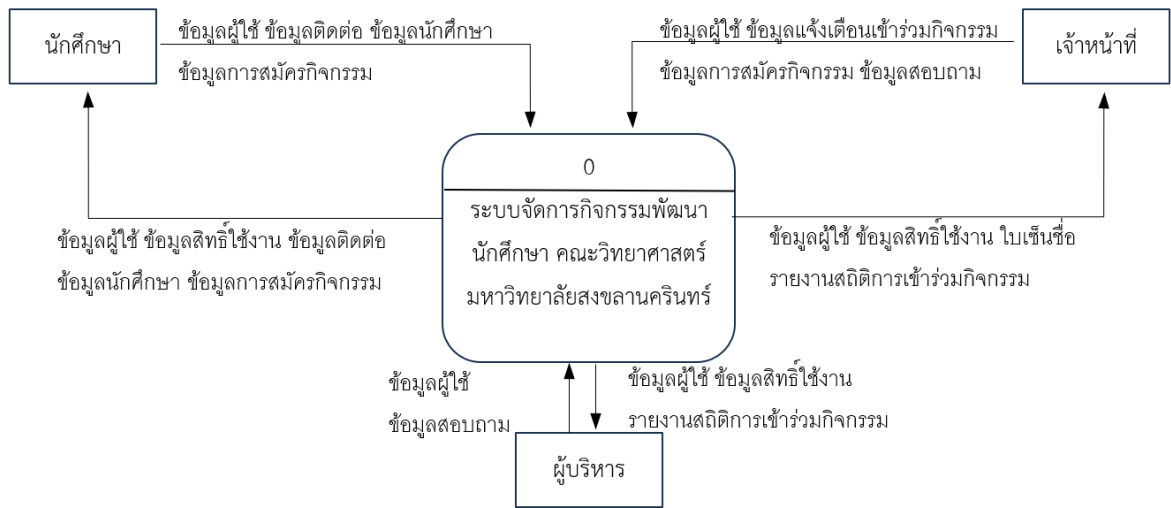 นักศึกษา
ข้อมูลผู้ใช้ ข้อมูลติดต่อ ข้อมูลนักศึกษา
ข้อมูลการสมัครกิจกรรม
ข้อมูลผู้ใช้ ข้อมูลแจ้งเตือนเข้าร่วมกิจกรรม
ข้อมูลการสมัครกิจกรรม ข้อมูลสอบถาม
เจ้าหน้าที่
0
ระบบจัดการกิจกรรมพัฒนา
นักศึกษา คณะวิทยาศาสตร์
มหาวิทยาลัยสงขลานครินทร์
ข้อมูลผู้ใช้ ข้อมูลสิทธิ์ใช้งาน ข้อมูลติดต่อ
ข้อมูลนักศึกษา ข้อมูลการสมัครกิจกรรม
ข้อมูลผู้ใช้ ข้อมูลสิทธิ์ใช้งาน ใบเซ็นชื่อ
รายงานสถิติการเข้าร่วมกิจกรรม
ข้อมูลผู้ใช้
ข้อมูลสอบถาม
ข้อมูลผู้ใช้ ข้อมูลสิทธิ์ใช้งาน
รายงานสถิติการเข้าร่วมกิจกรรม
ผู้บริหาร